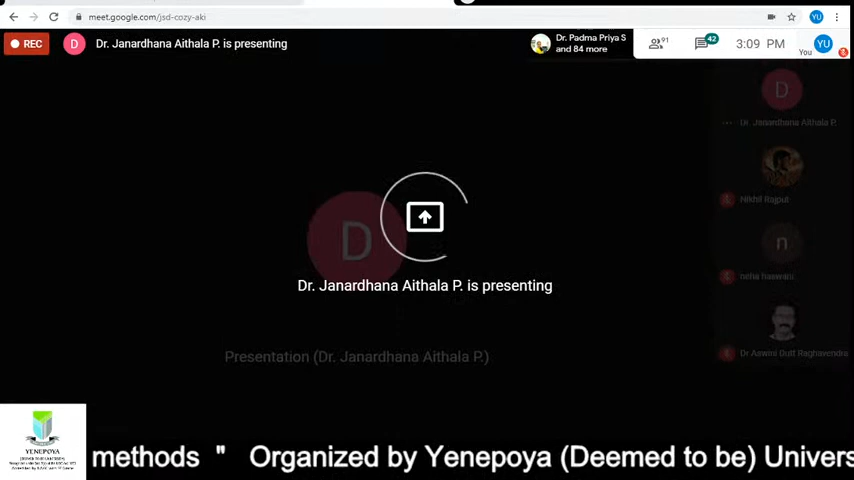 meet.google.com/jsd-cozy-aki
YU
REC
D
Dr. Janardhana Aithala P. is presenting
Dr. Padma Priya S
and 84 more
91
42
3:09 PM
You
YU
D
Dr. Janardhana Aithala P.
Nikhil Rajput
n
neha haswani
Dr Aswini Dutt Raghavendra
D
Dr. Janardhana Aithala P. is presenting
Presentation (Dr. Janardhana Aithala P.)
YENEPOYA
methods " Organized by Yenepoya (Deemed to be) Univers